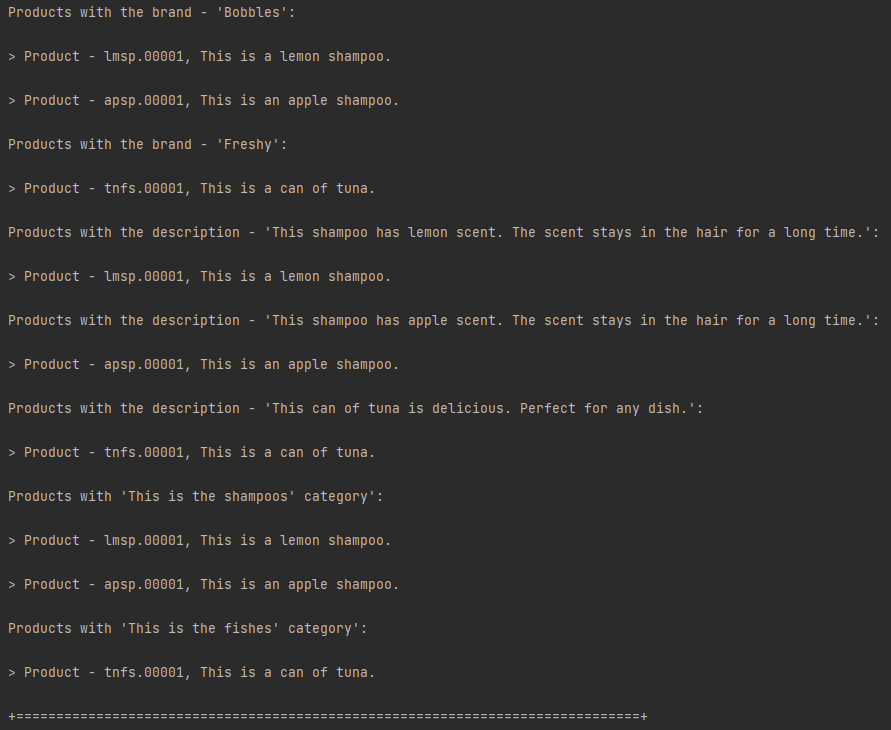 Products with the brand - 'Bobbles':
> Product - lmsp.00001, This is a lemon shampoo.
> Product - apsp.00001, This is an apple shampoo.
Products with the brand - 'Freshy':
> Product - tnfs.00001, This is a can of tuna.
Products with the description - 'This shampoo has lemon scent. The scent stays in the hair for a long time.':
> Product - lmsp.00001, This is a lemon shampoo.
Products with the description - 'This shampoo has apple scent. The scent stays in the hair for a long time.':
> Product - apsp.00001, This is an apple shampoo.
Products with the description - 'This can of tuna is delicious. Perfect for any dish.':
> Product - tnfs.00001, This is a can of tuna.
Products with 'This is the shampoos' category':
> Product - lmsp.00001, This is a lemon shampoo.
> Product - apsp.00001, This is an apple shampoo.
Products with 'This is the fishes' category':
> Product - tnfs.00001, This is a can of tuna.
+==============================================================================+